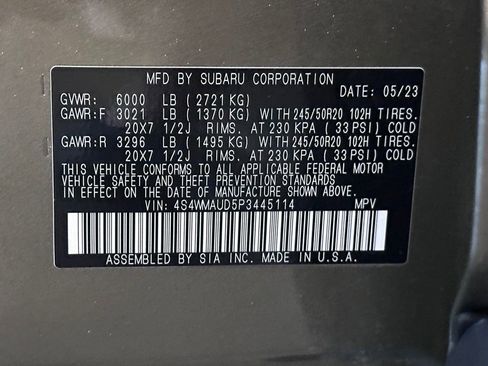 MFD BY SUBARU CORPORATION
DATE: 05/23
GVWR: 6000 LB ( 2721 KG)
GAWR:F 3021 LB ( 1370 KG) WITH 245/50R20 102H TIRES.
20X7 1/2J RIMS, AT 230 KPA ( 33 PSI) COLD
GAWR:R 3296 LB ( 1495 KG) WITH 245/50R20 102H TIRES.
20X7 1/2J RIMS, AT 230 KPA ( 33 PSI) COLD
THIS VEHICLE CONFORMS TO ALL APPLICABLE FEDERAL MOTOR
VEHICLE SAFETY AND THEFT PREVENTION STANDARDS
IN EFFECT ON THE DATE OF MANUFACTURE SHOWN ABOVE.
VIN: 4S4WMAUD5P3445114 MPV
ASSEMBLED BY SIA INC. MADE IN U.S.A.